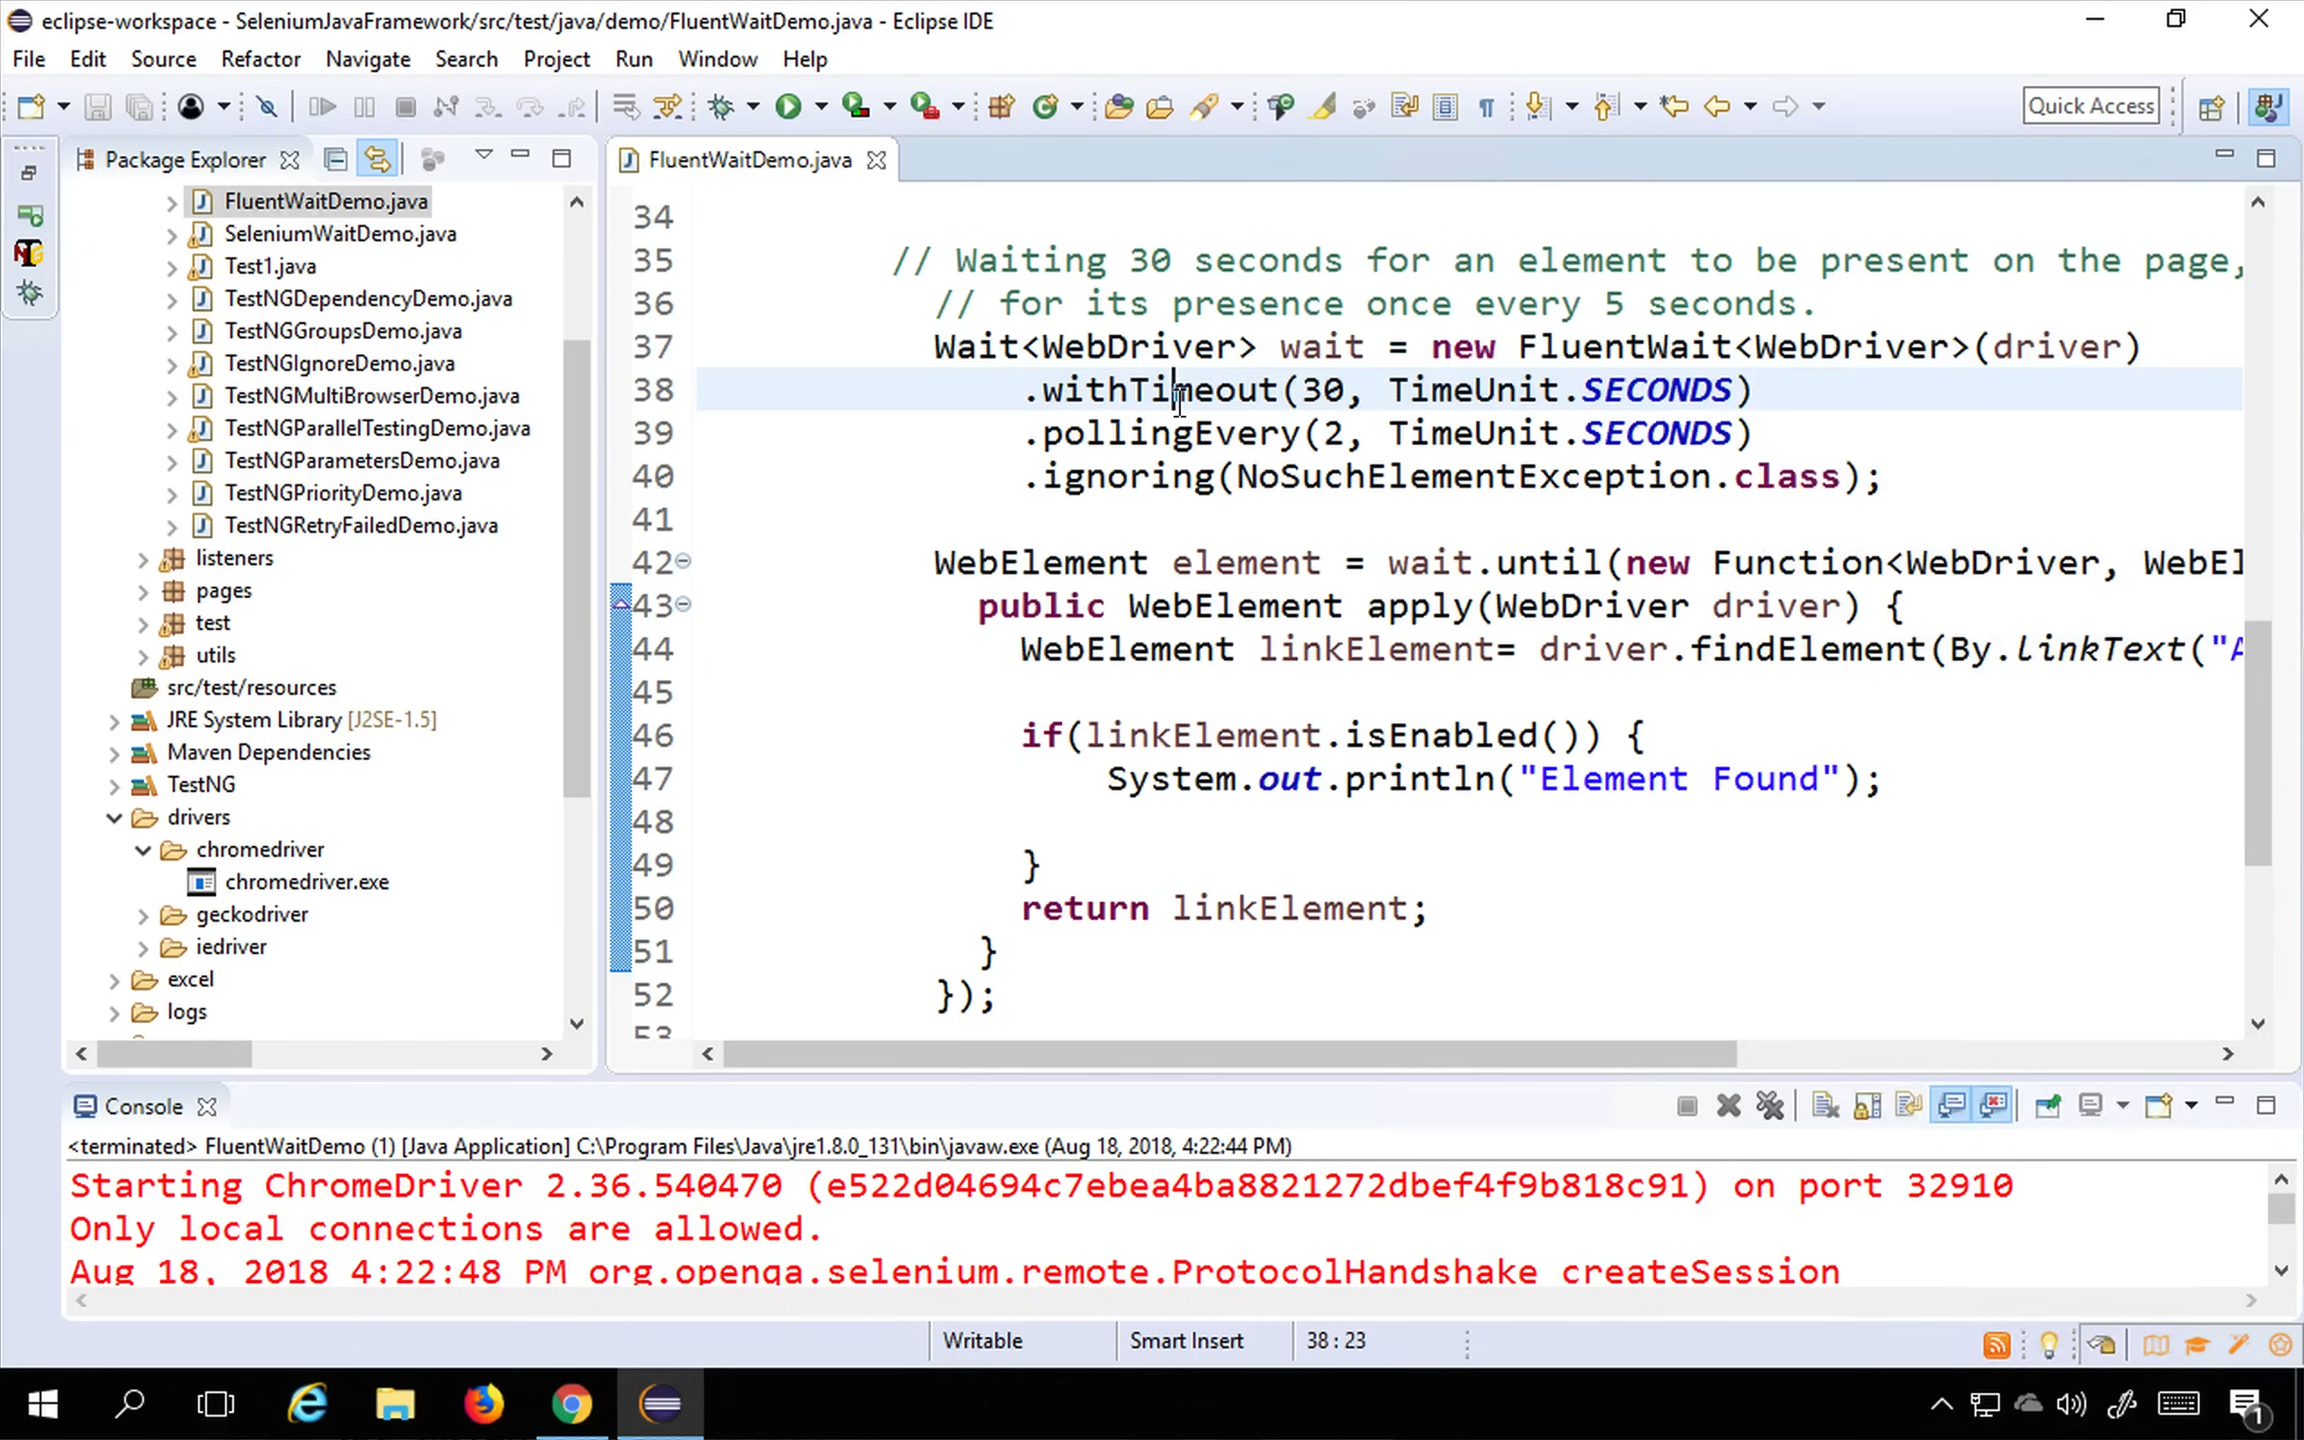 eclipse-workspace - SeleniumJavaFramework/src/test/java/demo/FluentWaitDemo.java - Eclipse IDE
File Edit Source Refactor Navigate Search Project Run Window Help
Quick Access
Package Explorer
FluentWaitDemo.java
SeleniumWaitDemo.java
Test1.java
TestNGDependencyDemo.java
TestNGGroupsDemo.java
TestNGIgnoreDemo.java
TestNGMultiBrowserDemo.java
TestNGParallelTestingDemo.java
TestNGParametersDemo.java
TestNGPriorityDemo.java
TestNGRetryFailedDemo.java
listeners
pages
test
utils
src/test/resources
JRE System Library [J2SE-1.5]
Maven Dependencies
TestNG
drivers
chromedriver
chromedriver.exe
geckodriver
iedriver
excel
logs
FluentWaitDemo.java
34
35 // Waiting 30 seconds for an element to be present on the page,
36 // for its presence once every 5 seconds.
37 Wait<WebDriver> wait = new FluentWait<WebDriver>(driver)
38 .withTimeout(30, TimeUnit.SECONDS)
39 .pollingEvery(2, TimeUnit.SECONDS)
40 .ignoring(NoSuchElementException.class);
41
42 WebElement element = wait.until(new Function<WebDriver, WebEl
43 public WebElement apply(WebDriver driver) {
44 WebElement linkElement= driver.findElement(By.linkText("A
45
46 if(linkElement.isEnabled()) {
47 System.out.println("Element Found");
48
49 }
50 return linkElement;
51 }
52 });
53
Console
<terminated> FluentWaitDemo (1) [Java Application] C:\Program Files\Java\jre1.8.0_131\bin\javaw.exe (Aug 18, 2018, 4:22:44 PM)
Starting ChromeDriver 2.36.540470 (e522d04694c7ebea4ba8821272dbef4f9b818c91) on port 32910
Only local connections are allowed.
Aug 18, 2018 4:22:48 PM org.openqa.selenium.remote.ProtocolHandshake createSession
Writable Smart Insert 38 : 23
1